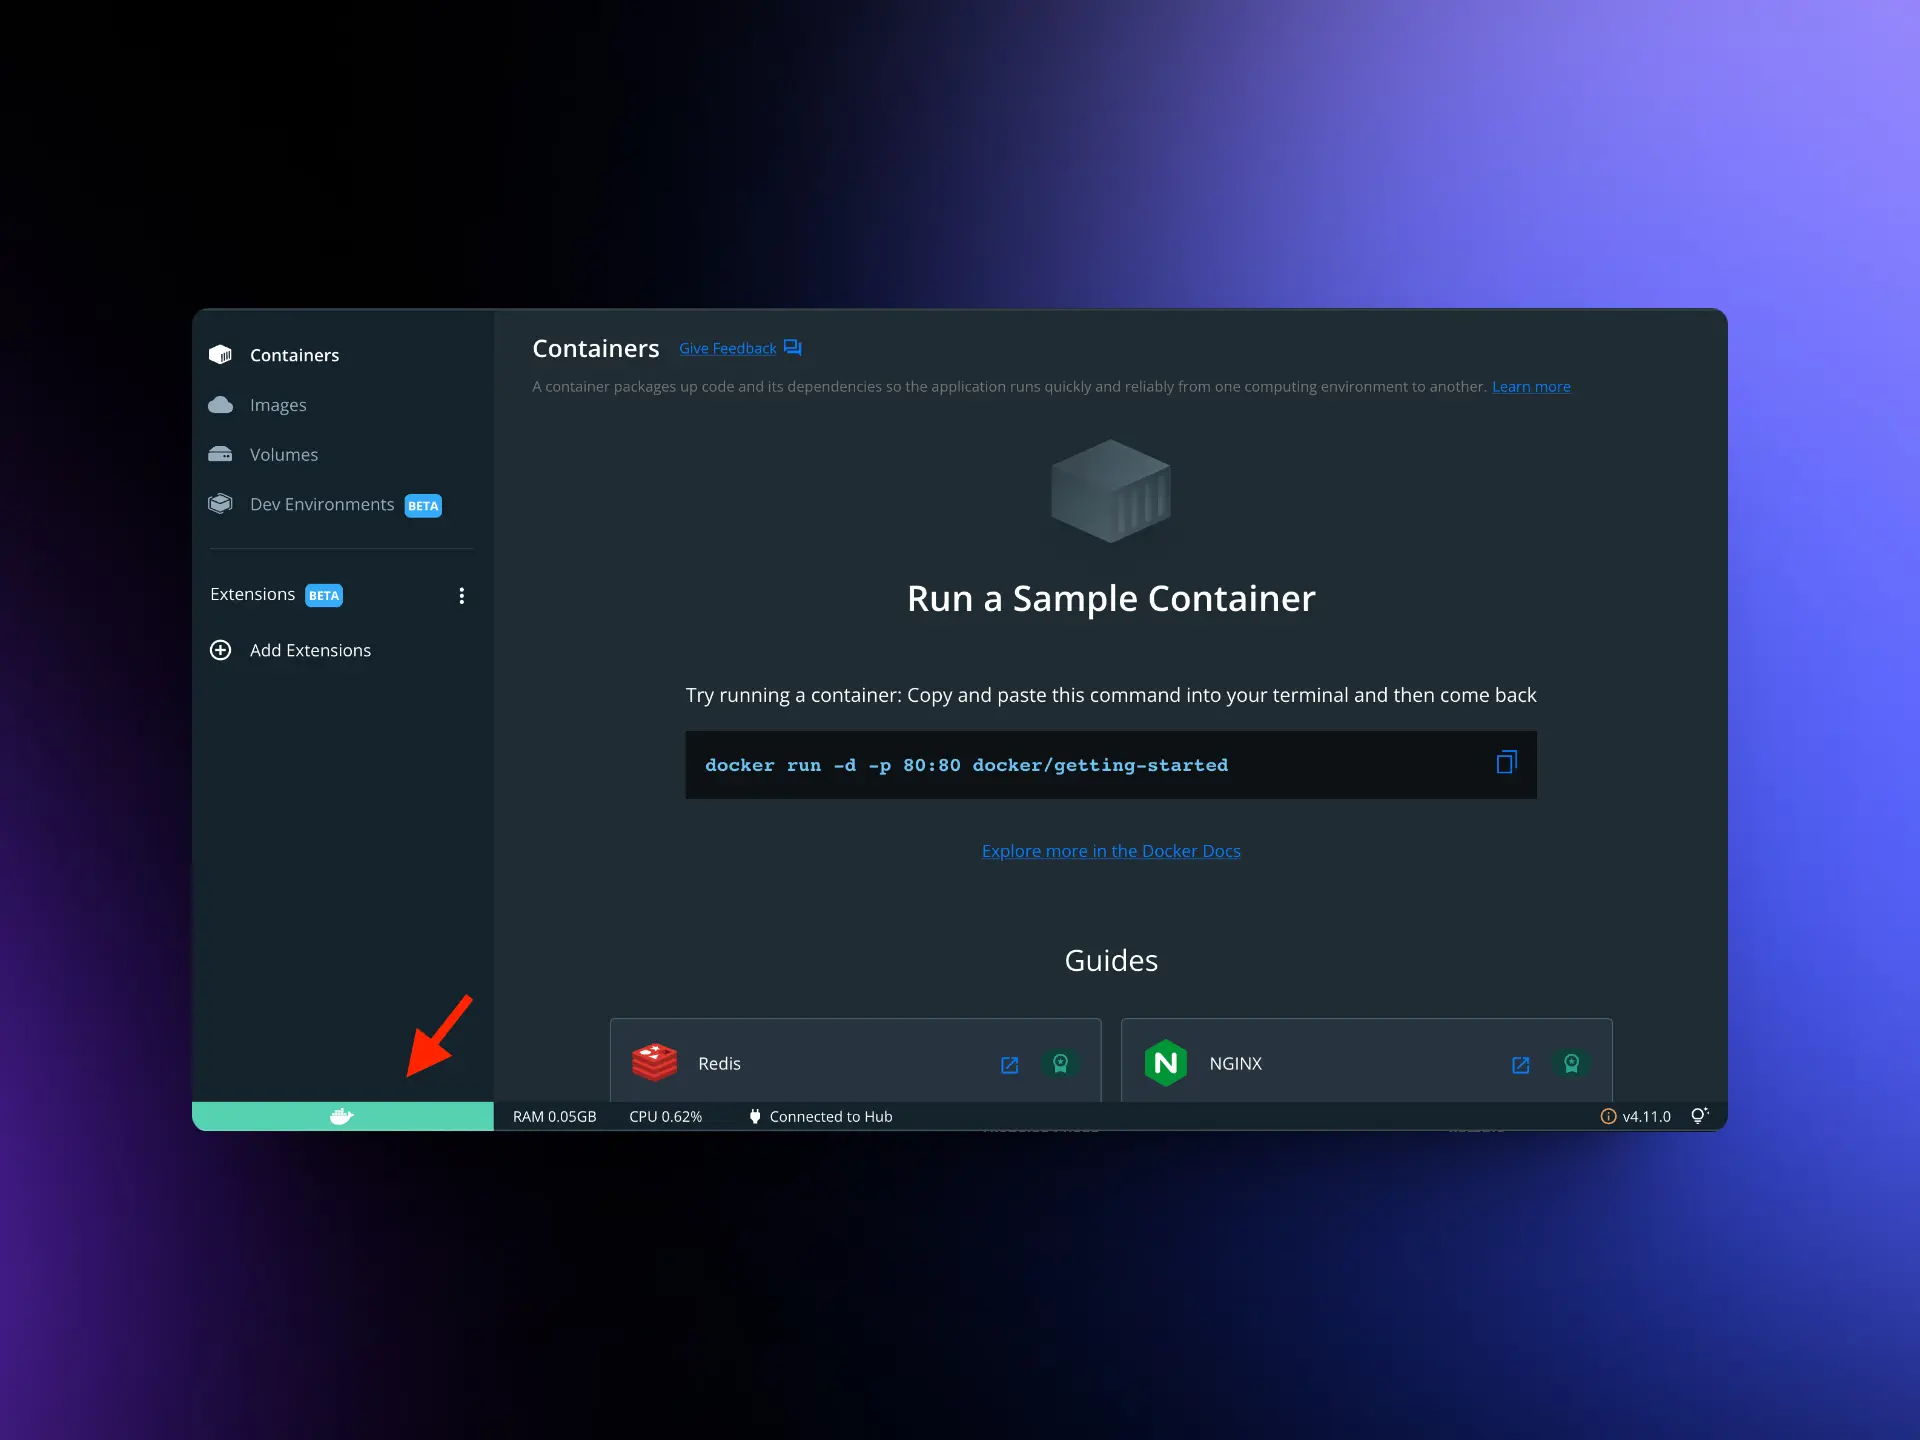 Containers
Images
Volumes
Dev Environments BETA
Extensions BETA
Add Extensions
Containers Give Feedback
A container packages up code and its dependencies so the application runs quickly and reliably from one computing environment to another. Learn more
Run a Sample Container
Try running a container: Copy and paste this command into your terminal and then come back
docker run -d -p 80:80 docker/getting-started
Explore more in the Docker Docs
Guides
Redis
N NGINX
RAM 0.05GB CPU 0.62% Connected to Hub v4.11.0